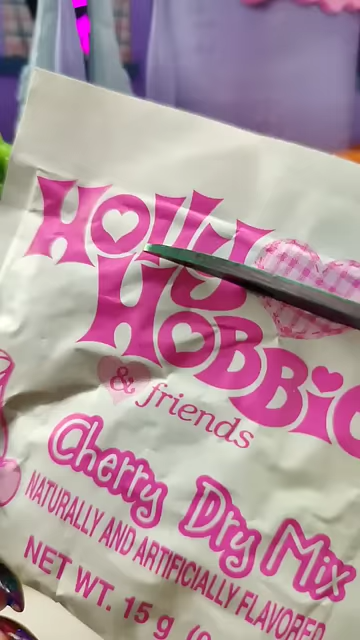 Holly
HOBBiE
& friends
Cherry Dry Mix
NATURALLY AND ARTIFICIALLY FLAVORED
NET WT. 15 g